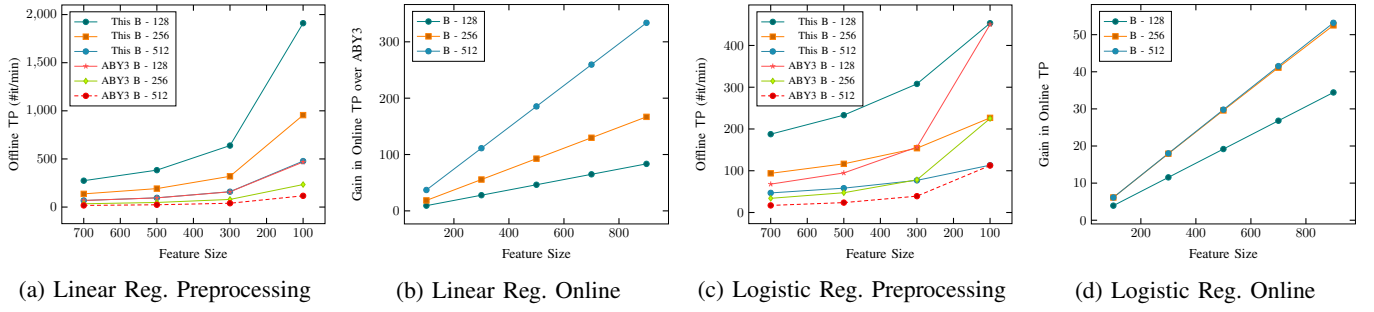 Offline TP (#it/min)
2,000
1,500
1,000
500
0
This B - 128
This B - 256
This B - 512
ABY3 B - 128
ABY3 B - 256
ABY3 B - 512
700 600 500 400 300 200 100
Feature Size
(a) Linear Reg. Preprocessing
Gain in Online TP over ABY3
300
200
100
0
B - 128
B - 256
B - 512
200 400 600 800
Feature Size
(b) Linear Reg. Online
Offline TP (#it/min)
400
300
200
100
0
This B - 128
This B - 256
This B - 512
ABY3 B - 128
ABY3 B - 256
ABY3 B - 512
700 600 500 400 300 200 100
Feature Size
(c) Logistic Reg. Preprocessing
Gain in Online TP
50
40
30
20
10
0
B - 128
B - 256
B - 512
200 400 600 800
Feature Size
(d) Logistic Reg. Online